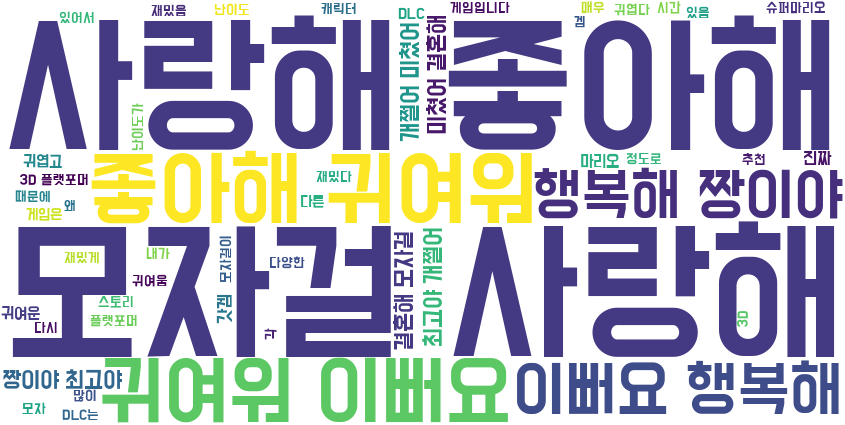 있어서 재밌음 난이도 캐릭터 DLC 게임입니다 매우 귀엽다 시간 있음 슈퍼마리오
겜
사랑해 좋아해
개쩔어 미쳤어
미쳤어 결혼해
난이도가
귀엽고 재밌다 마리오 정도로 추천 진짜
3D 플랫포머
좋아해 귀여워
행복해 짱이야
때문에 왜 다른
게임은
모자걸 사랑해
재밌게 내가 모자걸이 다양한
결혼해 모자걸
최고야 개쩔어
귀여움
스토리 갓겜
귀여운 플랫포머 각 3D
다시
짱이야 최고야
귀여워 이뻐요
이뻐요 행복해
많이
모자 DLC는